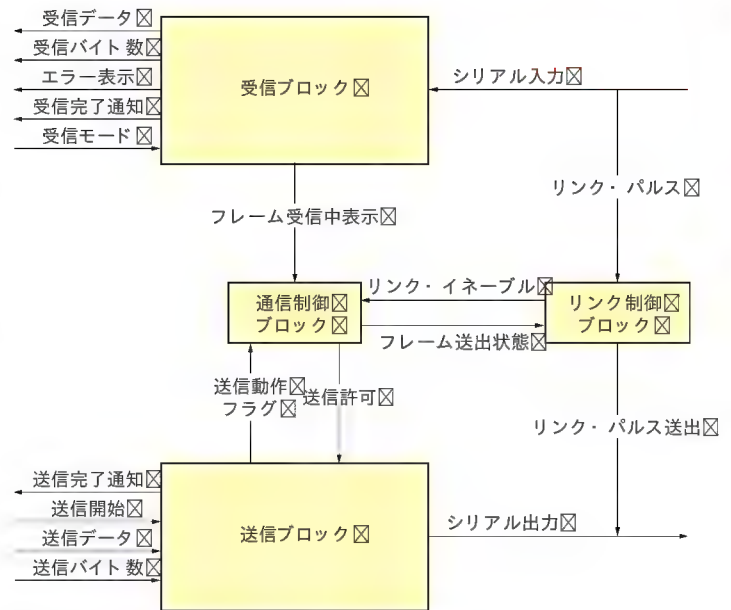 受信データ
受信バイト数
エラー表示
受信完了通知
受信モード
受信ブロック
シリアル入力
リンク・パルス
フレーム受信中表示
通信制御
ブロック
リンク・イネーブル
フレーム送出状態
リンク制御
ブロック
送信動作
フラグ
送信許可
リンク・パルス送出
送信完了通知
送信開始
送信データ
送信バイト数
送信ブロック
シリアル出力